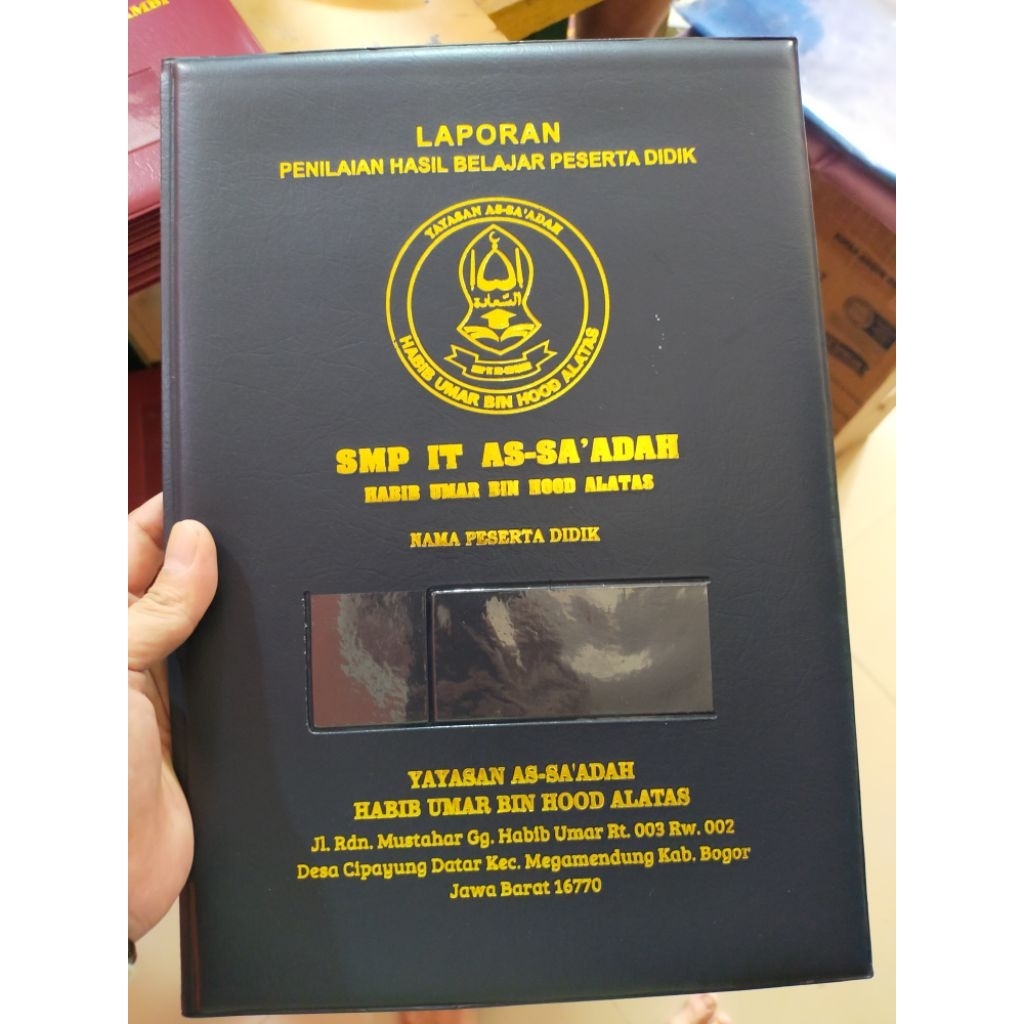 LAPORAN
PENILAIAN HASIL BELAJAR PESERTA DIDIK
YAYASAN AS-SA'ADAH
السعادة
HABIB UMAR BIN HOOD ALATAS
SMP IT AS-SA'ADAH
HABIB UMAR BIN HOOD ALATAS
NAMA PESERTA DIDIK
YAYASAN AS-SA'ADAH
HABIB UMAR BIN HOOD ALATAS
Jl. Rdn. Mustahar Gg. Habib Umar Rt. 003 Rw. 002
Desa Cipayung Datar Kec. Megamendung Kab. Bogor
Jawa Barat 16770